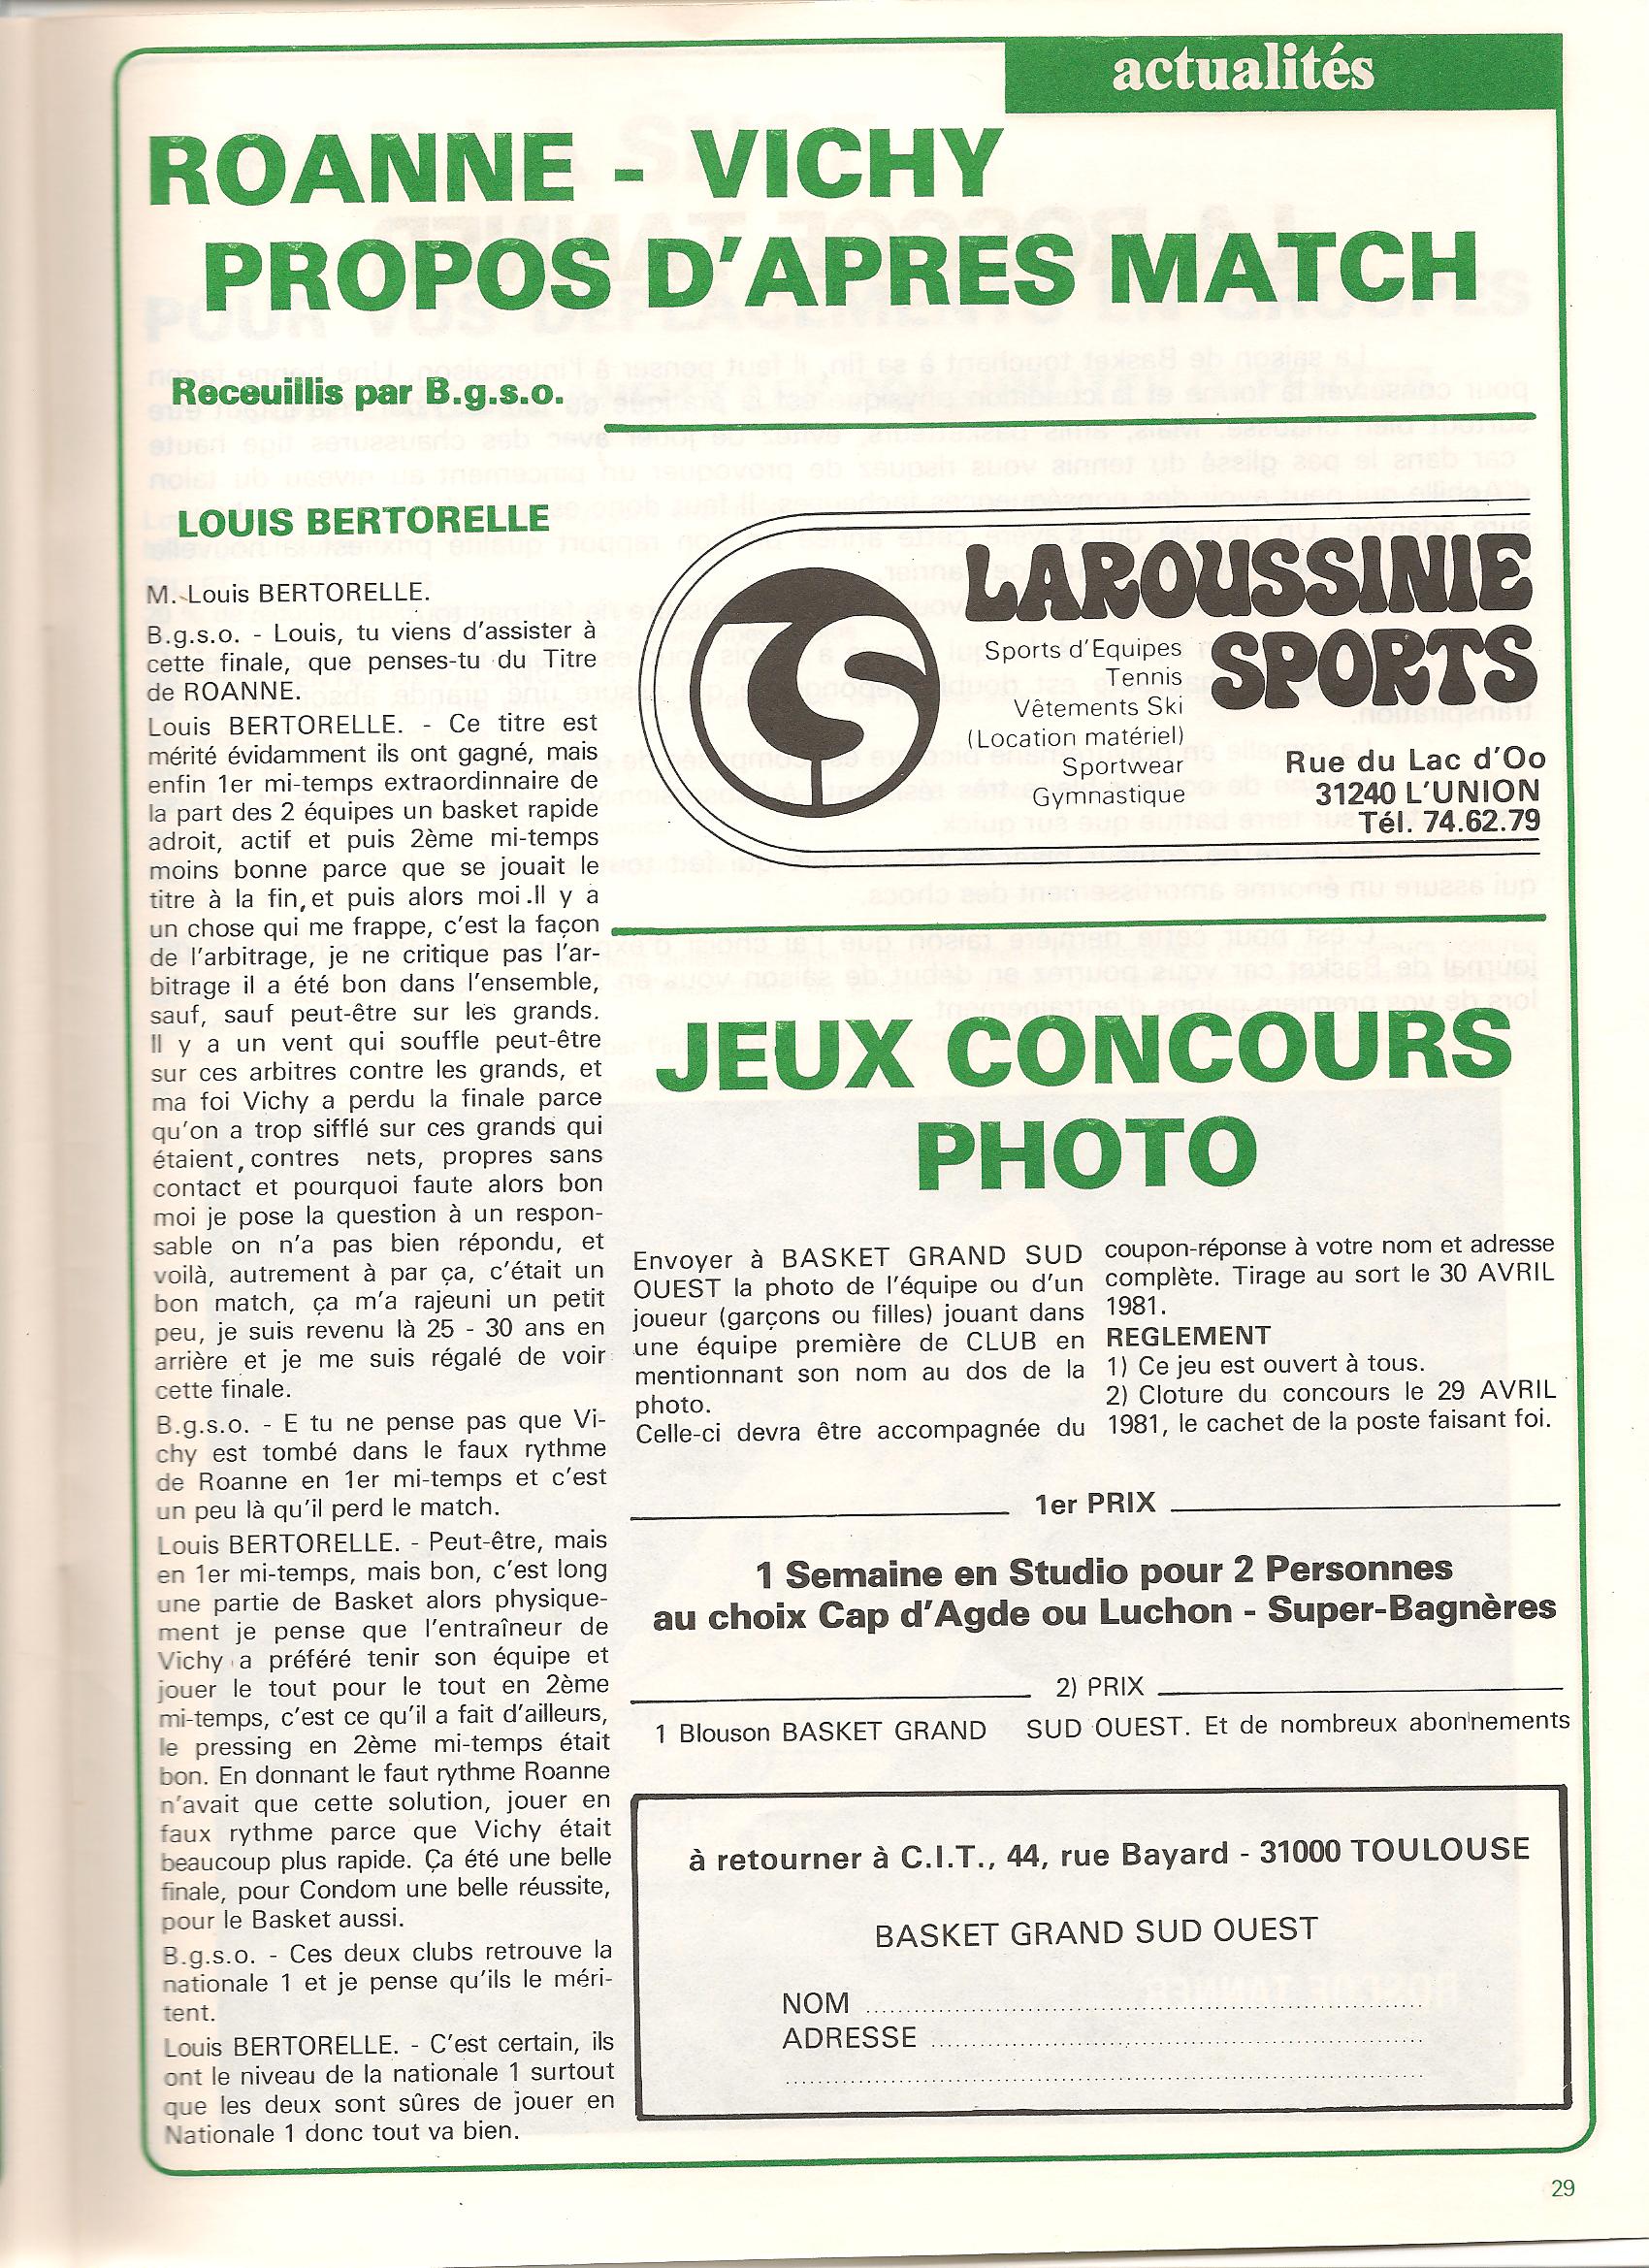 actualités
ROANNE - VICHY
PROPOS D'APRES MATCH
Receuillis par B.g.s.o.
LOUIS BERTORELLE
M. Louis BERTORELLE.
B.g.s.o. - Louis, tu viens d'assister à
cette finale, que penses-tu du Titre
de ROANNE.
Louis BERTORELLE. - Ce titre est
mérité évidamment ils ont gagné, mais
enfin 1er mi-temps extraordinnaire de
la part des 2 équipes un basket rapide
adroit, actif et puis 2ème mi-temps
moins bonne parce que se jouait le
titre à la fin, et puis alors moi .Il y a
un chose qui me frappe, c'est la façon
de l'arbitrage, je ne critique pas l'ar-
bitrage il a été bon dans l'ensemble,
sauf, sauf peut-être sur les grands.
Il y a un vent qui souffle peut-être
sur ces arbitres contre les grands, et
ma foi Vichy a perdu la finale parce
qu'on a trop sifflé sur ces grands qui
étaient, contres nets, propres sans
contact et pourquoi faute alors bon
moi je pose la question à un respon-
sable on n'a pas bien répondu, et
voilà, autrement à par ça, c'était un
bon match, ça m'a rajeuni un petit
peu, je suis revenu là 25 - 30 ans en
arrière et je me suis régalé de voir
cette finale.
B.g.s.o. - E tu ne pense pas que Vi-
chy est tombé dans le faux rythme
de Roanne en 1er mi-temps et c'est
un peu là qu'il perd le match.
Louis BERTORELLE. - Peut-être, mais
en 1er mi-temps, mais bon, c'est long
une partie de Basket alors physique-
ment je pense que l'entraîneur de
Vichy a préféré tenir son équipe et
jouer le tout pour le tout en 2ème
mi-temps, c'est ce qu'il a fait d'ailleurs,
le pressing en 2ème mi-temps était
bon. En donnant le faut rythme Roanne
n'avait que cette solution, jouer en
faux rythme parce que Vichy était
beaucoup plus rapide. Ça été une belle
finale, pour Condom une belle réussite,
pour le Basket aussi.
B.g.s.o. - Ces deux clubs retrouve la
nationale 1 et je pense qu'ils le méri-
tent.
Louis BERTORELLE. - C'est certain, ils
ont le niveau de la nationale 1 surtout
que les deux sont sûres de jouer en
Nationale 1 donc tout va bien.
LAROUSSINIE
SPORTS
Sports d'Equipes
Tennis
Vêtements Ski
(Location matériel)
Sportwear
Gymnastique
Rue du Lac d'Oo
31240 L'UNION
Tél. 74.62.79
JEUX CONCOURS
PHOTO
Envoyer à BASKET GRAND SUD
OUEST la photo de l'équipe ou d'un
joueur (garçons ou filles) jouant dans
une équipe première de CLUB en
mentionnant son nom au dos de la
photo.
Celle-ci devra être accompagnée du
coupon-réponse à votre nom et adresse
complète. Tirage au sort le 30 AVRIL
1981.
REGLEMENT
1) Ce jeu est ouvert à tous.
2) Cloture du concours le 29 AVRIL
1981, le cachet de la poste faisant foi.
1er PRIX
1 Semaine en Studio pour 2 Personnes
au choix Cap d'Agde ou Luchon - Super-Bagnères
2) PRIX
1 Blouson BASKET GRAND SUD OUEST. Et de nombreux abonnements
à retourner à C.I.T., 44, rue Bayard - 31000 TOULOUSE
BASKET GRAND SUD OUEST
NOM
ADRESSE
29